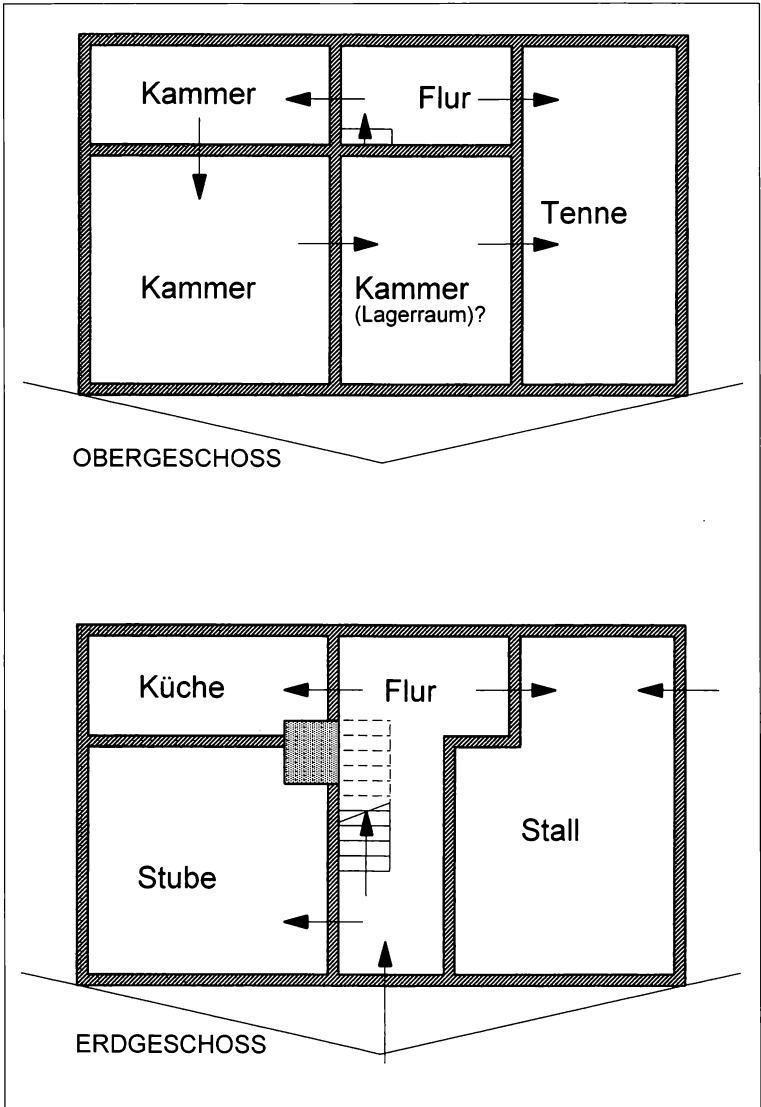 Kammer
Flur
Tenne
Kammer
Kammer
(Lagerraum)?
OBERGESCHOSS
Küche
Flur
Stall
Stube
ERDGESCHOSS